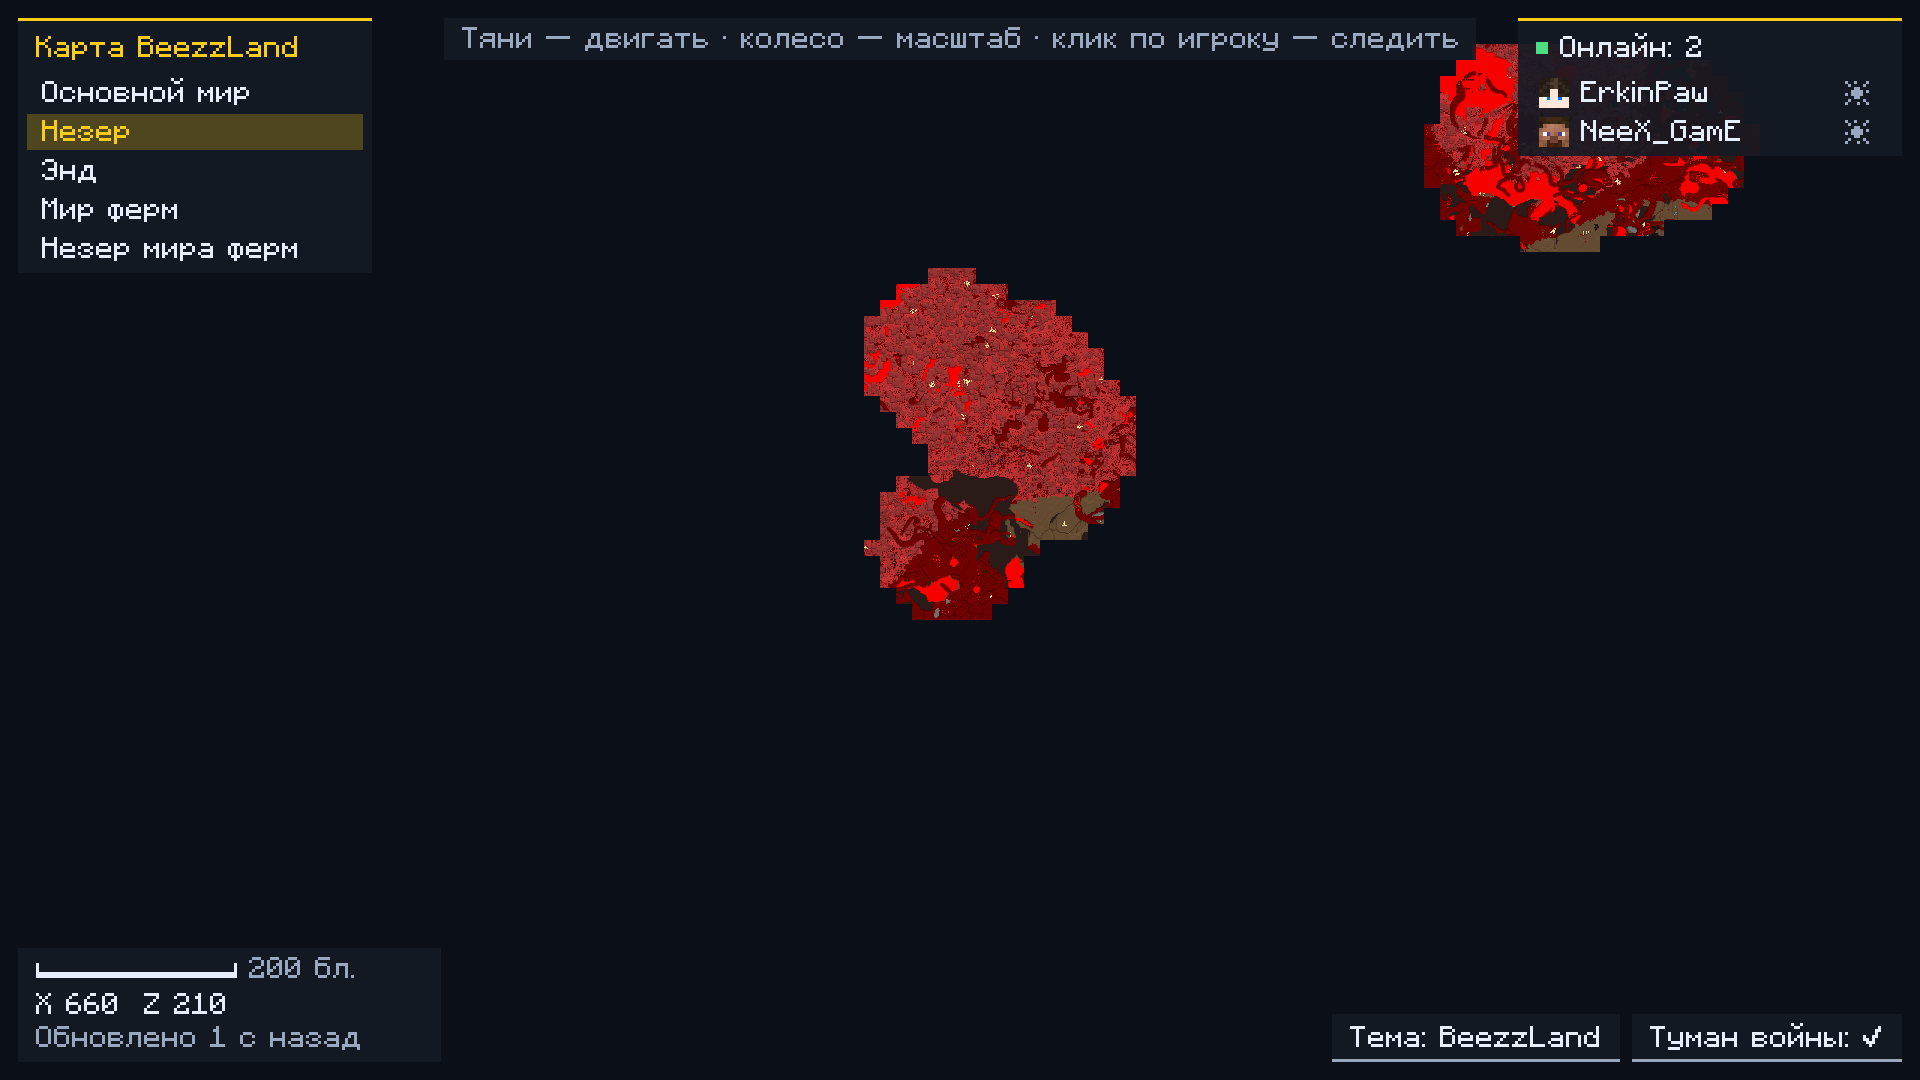 Карта BeezzLand
Основной мир
Незер
Энд
Мир ферм
Незер мира ферм
Тяни — двигать · колесо — масштаб · клик по игроку — следить
Онлайн: 2
ErkinPaw
NeeX_GamE
200 бл.
X 660 Z 210
Обновлено 1 с назад
Тема: BeezzLand
Туман войны: ✓